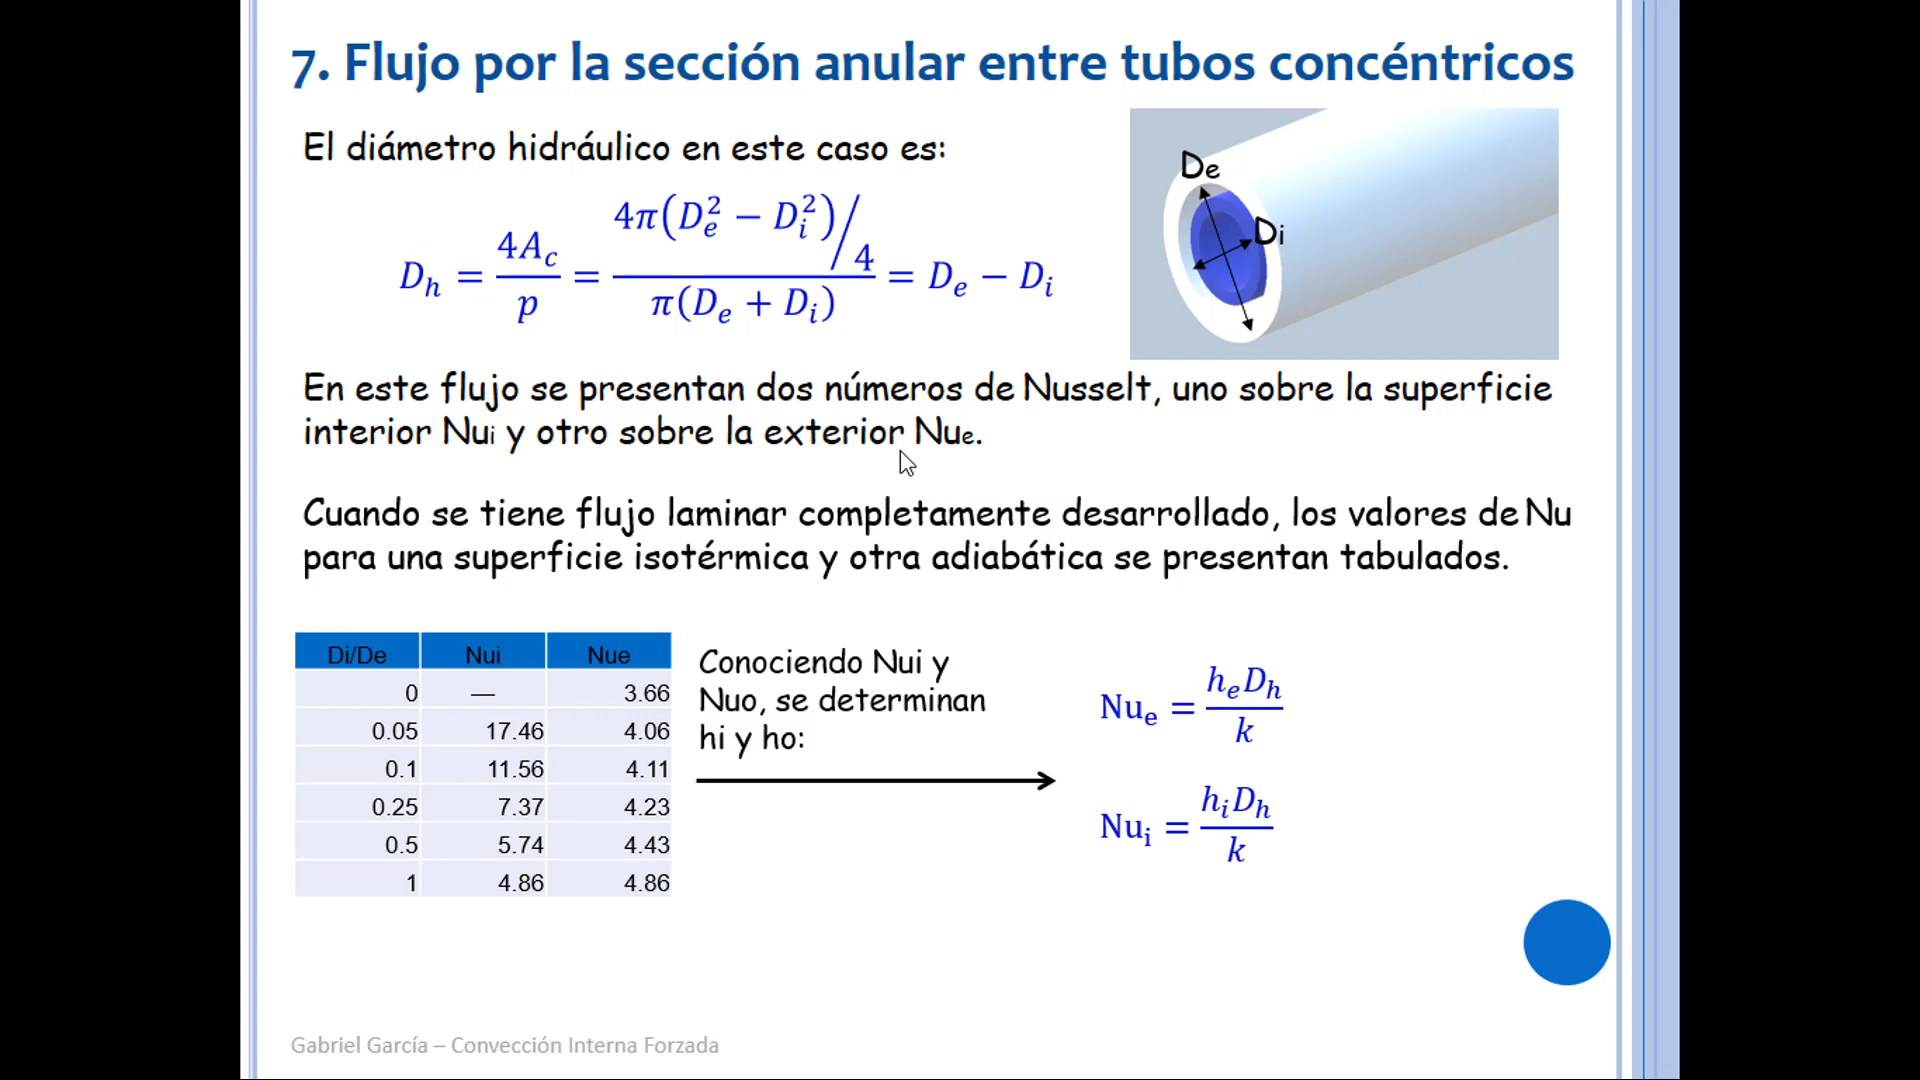 7. Flujo por la sección anular entre tubos concéntricos
El diámetro hidráulico en este caso es:
D_h = 4A_c / p = (4π(D_e^2 − D_i^2)/4) / (π(D_e + D_i)) = D_e − D_i
De
Di
En este flujo se presentan dos números de Nusselt, uno sobre la superficie
interior Nui y otro sobre la exterior Nue.
Cuando se tiene flujo laminar completamente desarrollado, los valores de Nu
para una superficie isotérmica y otra adiabática se presentan tabulados.
Di/De Nui Nue
0 — 3.66
0.05 17.46 4.06
0.1 11.56 4.11
0.25 7.37 4.23
0.5 5.74 4.43
1 4.86 4.86
Conociendo Nui y
Nuo, se determinan
hi y ho:
Nu_e = h_e D_h / k
Nu_i = h_i D_h / k
Gabriel García – Convección Interna Forzada